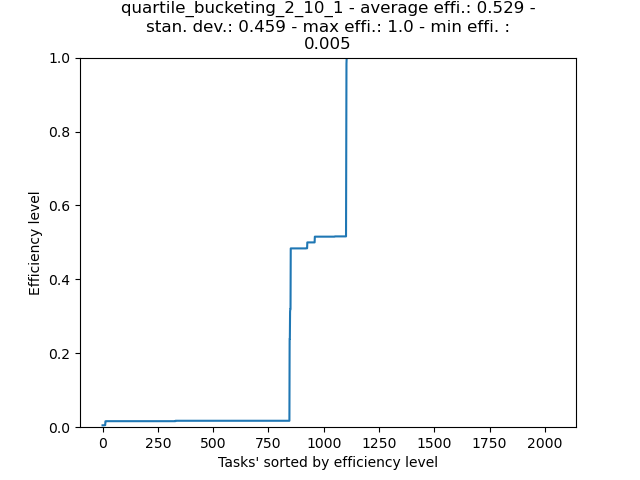 quartile_bucketing_2_10_1 - average effi.: 0.529 -
stan. dev.: 0.459 - max effi.: 1.0 - min effi. :
0.005
1.0
0.8
0.6
0.4
0.2
0.0
Efficiency level
0 250 500 750 1000 1250 1500 1750 2000
Tasks' sorted by efficiency level